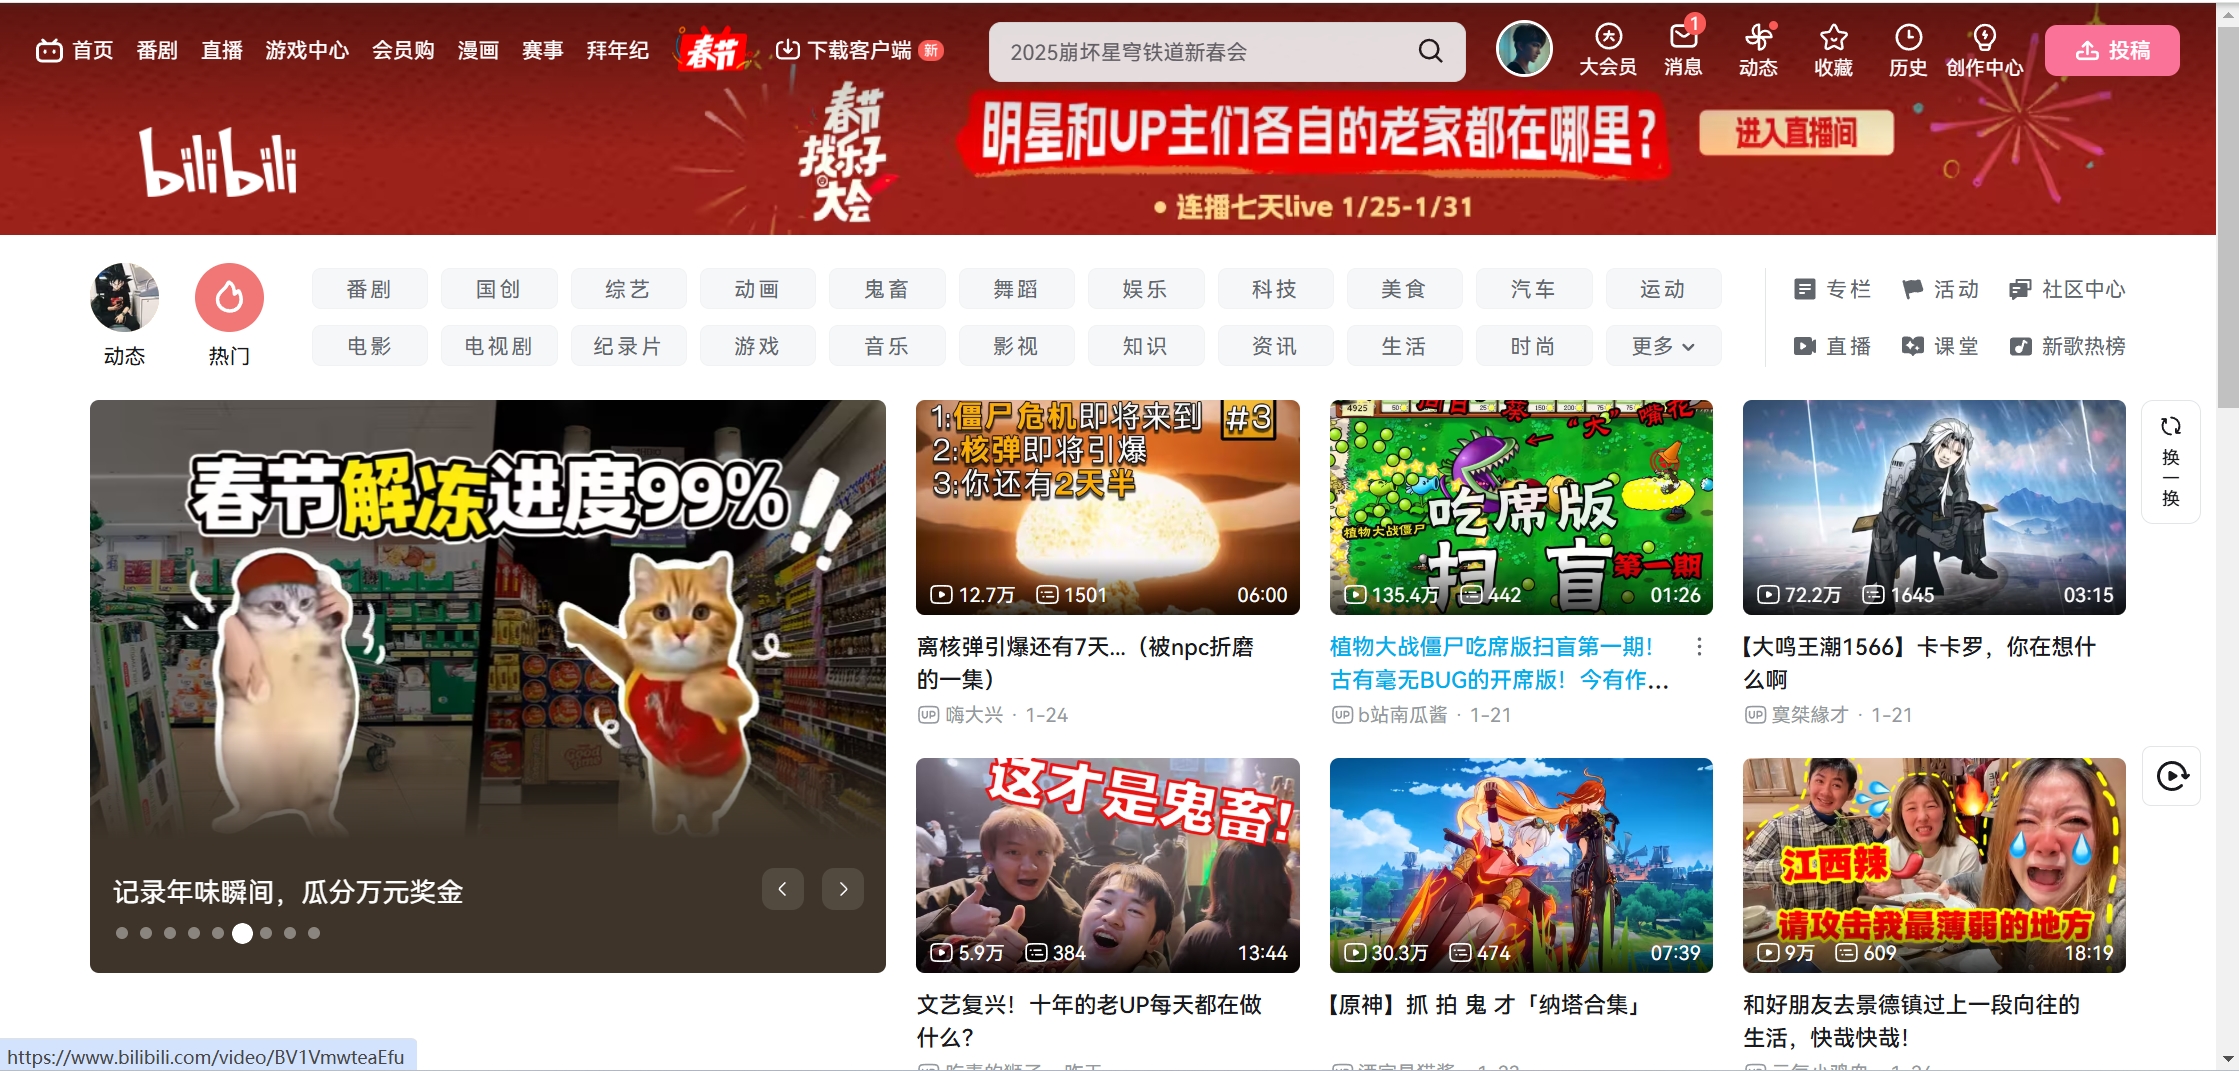 首页 番剧 直播 游戏中心 会员购 漫画 赛事 拜年纪 春节 下载客户端 新
2025崩坏星穹铁道新春会
大会员 消息 1 动态 收藏 历史 创作中心 投稿
bilibili
春节
找乐子
大会
明星和UP主们各自的老家都在哪里？
进入直播间
• 连播七天live 1/25-1/31
动态 热门
番剧 国创 综艺 动画 鬼畜 舞蹈 娱乐 科技 美食 汽车 运动
电影 电视剧 纪录片 游戏 音乐 影视 知识 资讯 生活 时尚 更多
专栏 活动 社区中心
直播 课堂 新歌热榜
春节解冻进度99%!!
记录年味瞬间，瓜分万元奖金
1:僵尸危机即将来到 #3
2:核弹即将引爆
3:你还有2天半
12.7万 1501 06:00
离核弹引爆还有7天...（被npc折磨
的一集）
UP 嗨大兴 · 1-24
4925
“大”嘴花
吃席版
植物大战僵尸
扫盲
第一期
135.4万 442 01:26
植物大战僵尸吃席版扫盲第一期！
古有毫无BUG的开席版！今有作...
UP b站南瓜酱 · 1-21
72.2万 1645 03:15
【大鸣王潮1566】卡卡罗，你在想什
么啊
UP 寞桀緣才 · 1-21
换
一
换
这才是鬼畜!
5.9万 384 13:44
文艺复兴！十年的老UP每天都在做
什么？
30.3万 474 07:39
【原神】抓 拍 鬼 才「纳塔合集」
江西辣
请攻击我最薄弱的地方
9万 609 18:19
和好朋友去景德镇过上一段向往的
生活，快哉快哉！
https://www.bilibili.com/video/BV1VmwteaEfu